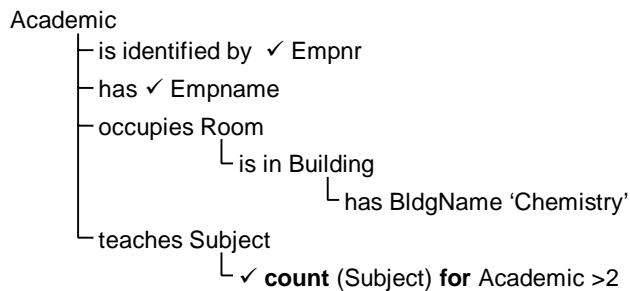 Academic
is identified by ✓ Empnr
has ✓ Empname
occupies Room
is in Building
has BldgName ‘Chemistry’
teaches Subject
✓ count (Subject) for Academic >2